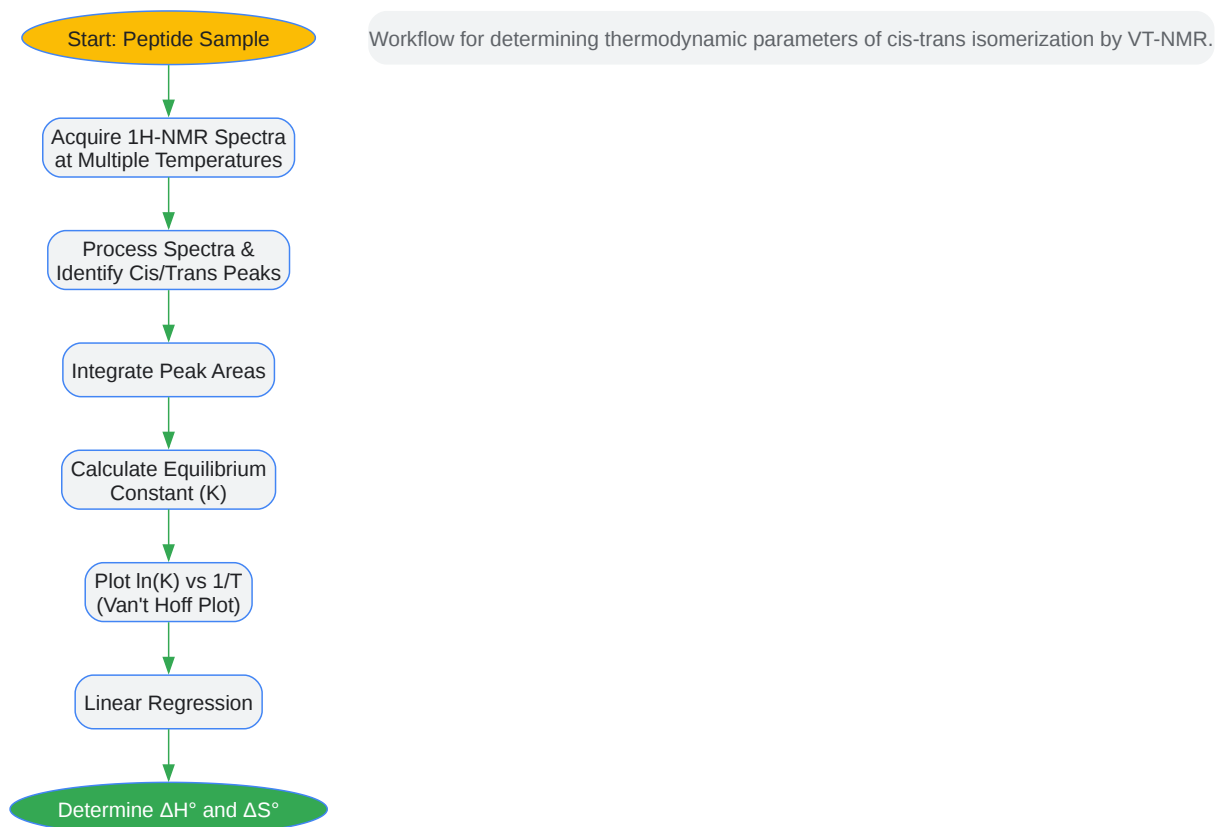 Start: Peptide Sample
Workflow for determining thermodynamic parameters of cis-trans isomerization by VT-NMR.
Acquire 1H-NMR Spectra
at Multiple Temperatures
Process Spectra &
Identify Cis/Trans Peaks
Integrate Peak Areas
Calculate Equilibrium
Constant (K)
Plot ln(K) vs 1/T
(Van't Hoff Plot)
Linear Regression
Determine ΔH° and ΔS°